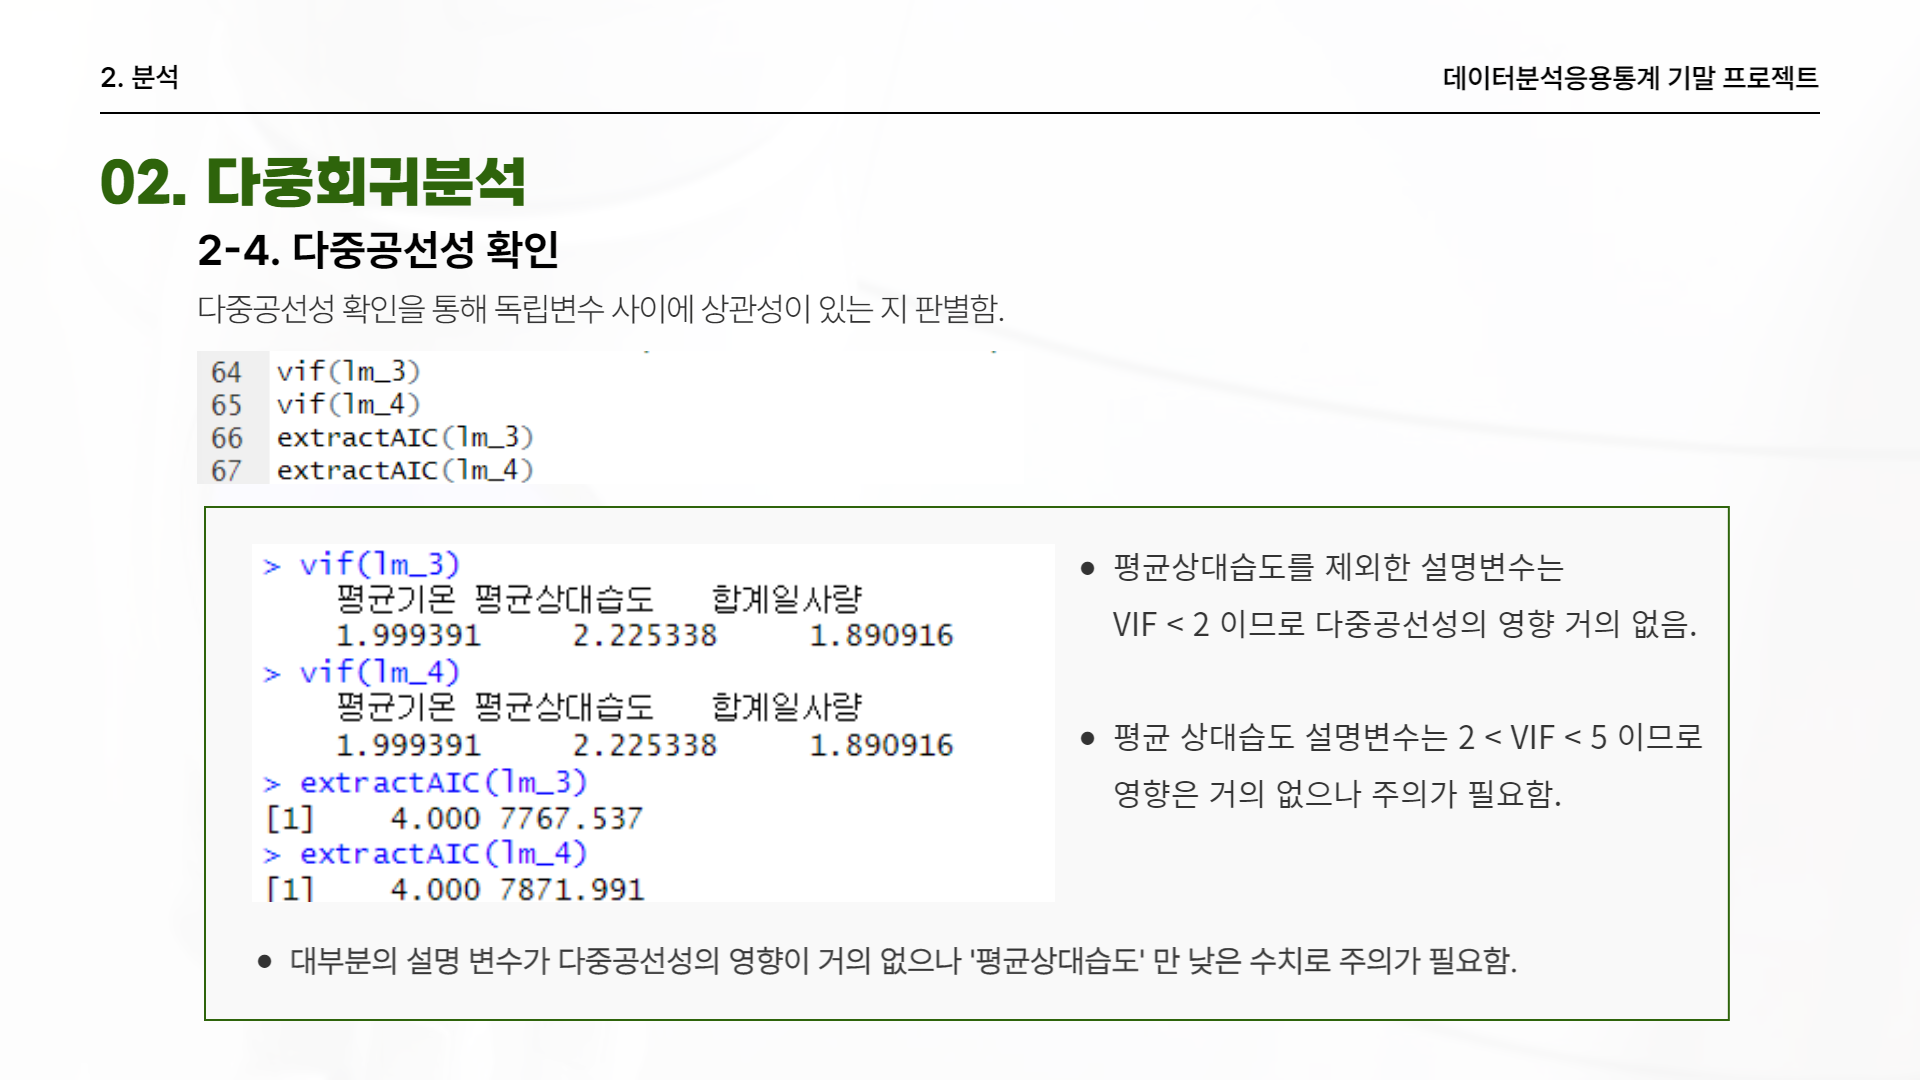 2. 분석
데이터분석응용통계 기말 프로젝트
02. 다중회귀분석
2-4. 다중공선성 확인
다중공선성 확인을 통해 독립변수 사이에 상관성이 있는 지 판별함.
64 vif(lm_3)
65 vif(lm_4)
66 extractAIC(lm_3)
67 extractAIC(lm_4)
> vif(lm_3)
평균기온 평균상대습도 합계일사량
1.999391 2.225338 1.890916
> vif(lm_4)
평균기온 평균상대습도 합계일사량
1.999391 2.225338 1.890916
> extractAIC(lm_3)
[1] 4.000 7767.537
> extractAIC(lm_4)
[1] 4.000 7871.991
● 평균상대습도를 제외한 설명변수는
VIF < 2 이므로 다중공선성의 영향 거의 없음.
● 평균 상대습도 설명변수는 2 < VIF < 5 이므로
영향은 거의 없으나 주의가 필요함.
● 대부분의 설명 변수가 다중공선성의 영향이 거의 없으나 '평균상대습도' 만 낮은 수치로 주의가 필요함.